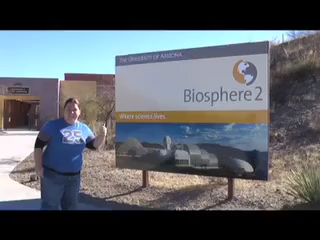 THE UNIVERSITY OF ARIZONA.
Biosphere 2
Where science lives.
25